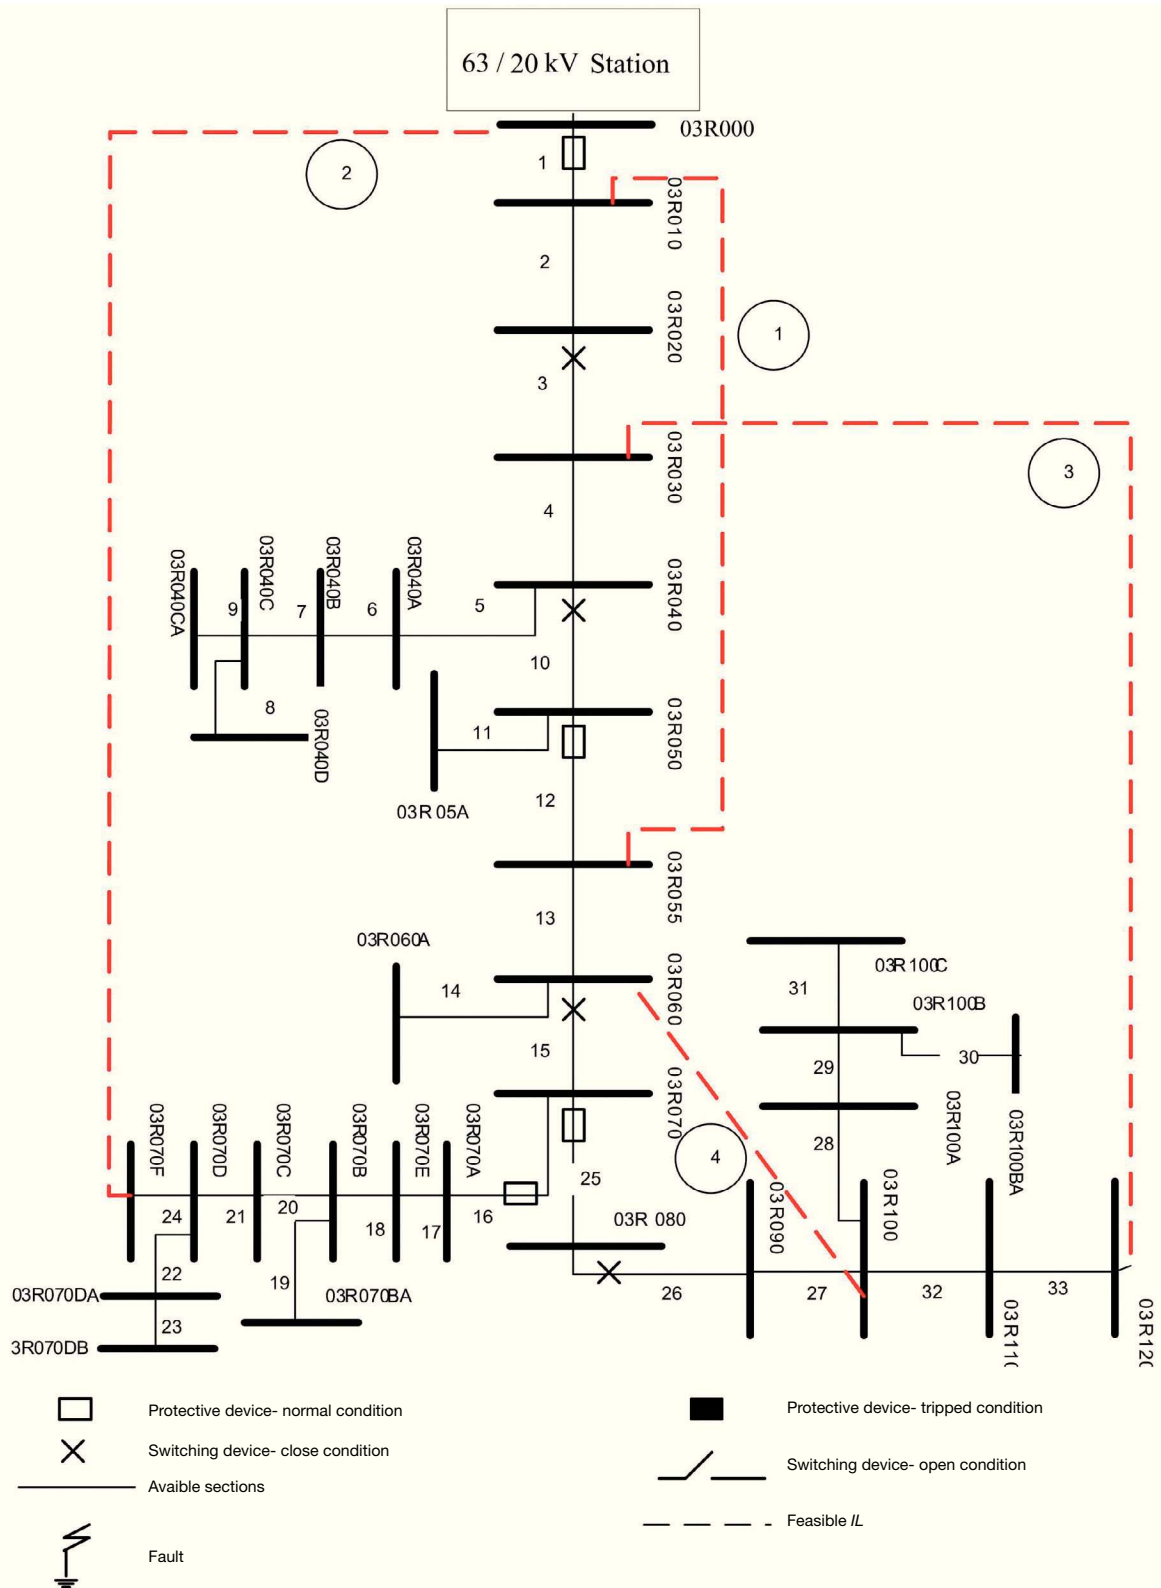 63 / 20 kV Station
03R000
1
2
03R010
2
03R020
1
3
03R030
3
4
03R040CA
03R040C
03R040B
03R040A
03R040
9
7
6
5
10
8
03R040D
11
03R050
03R 05A
12
03R055
13
03R060A
03R060
14
03R100C
31
03R100B
15
30
29
03R070F
03R070D
03R070C
03R070B
03R070E
03R070A
03R070
03R100A
03R100BA
28
4
25
24
21
20
18
17
16
03R 080
03R090
03R100
22
19
03R070DA
03R070BA
26
27
32
33
23
3R070DB
03R11(
03R12(
Protective device- normal condition
Protective device- tripped condition
Switching device- close condition
Switching device- open condition
Avaible sections
Feasible IL
Fault